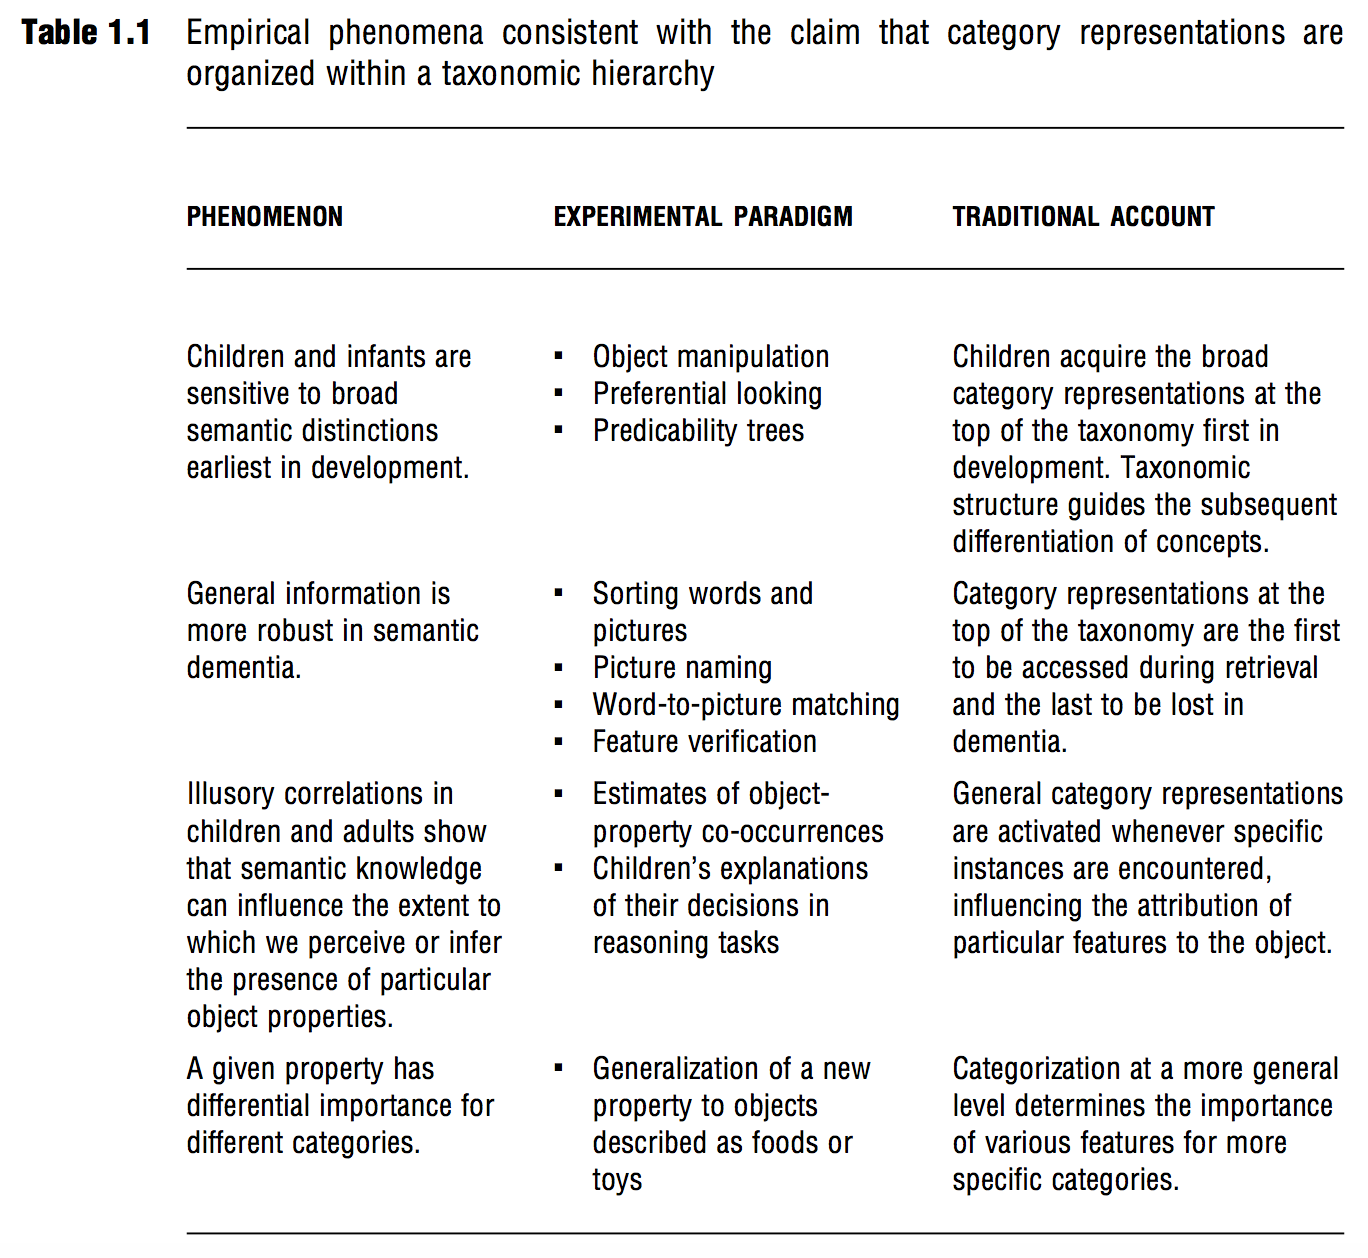 Table 1.1 Empirical phenomena consistent with the claim that category representations are
organized within a taxonomic hierarchy
PHENOMENON EXPERIMENTAL PARADIGM TRADITIONAL ACCOUNT
Children and infants are
sensitive to broad
semantic distinctions
earliest in development.
▪ Object manipulation
▪ Preferential looking
▪ Predicability trees
Children acquire the broad
category representations at the
top of the taxonomy first in
development. Taxonomic
structure guides the subsequent
differentiation of concepts.
General information is
more robust in semantic
dementia.
▪ Sorting words and
pictures
▪ Picture naming
▪ Word-to-picture matching
▪ Feature verification
Category representations at the
top of the taxonomy are the first
to be accessed during retrieval
and the last to be lost in
dementia.
Illusory correlations in
children and adults show
that semantic knowledge
can influence the extent to
which we perceive or infer
the presence of particular
object properties.
▪ Estimates of object-
property co-occurrences
▪ Children’s explanations
of their decisions in
reasoning tasks
General category representations
are activated whenever specific
instances are encountered,
influencing the attribution of
particular features to the object.
A given property has
differential importance for
different categories.
▪ Generalization of a new
property to objects
described as foods or
toys
Categorization at a more general
level determines the importance
of various features for more
specific categories.